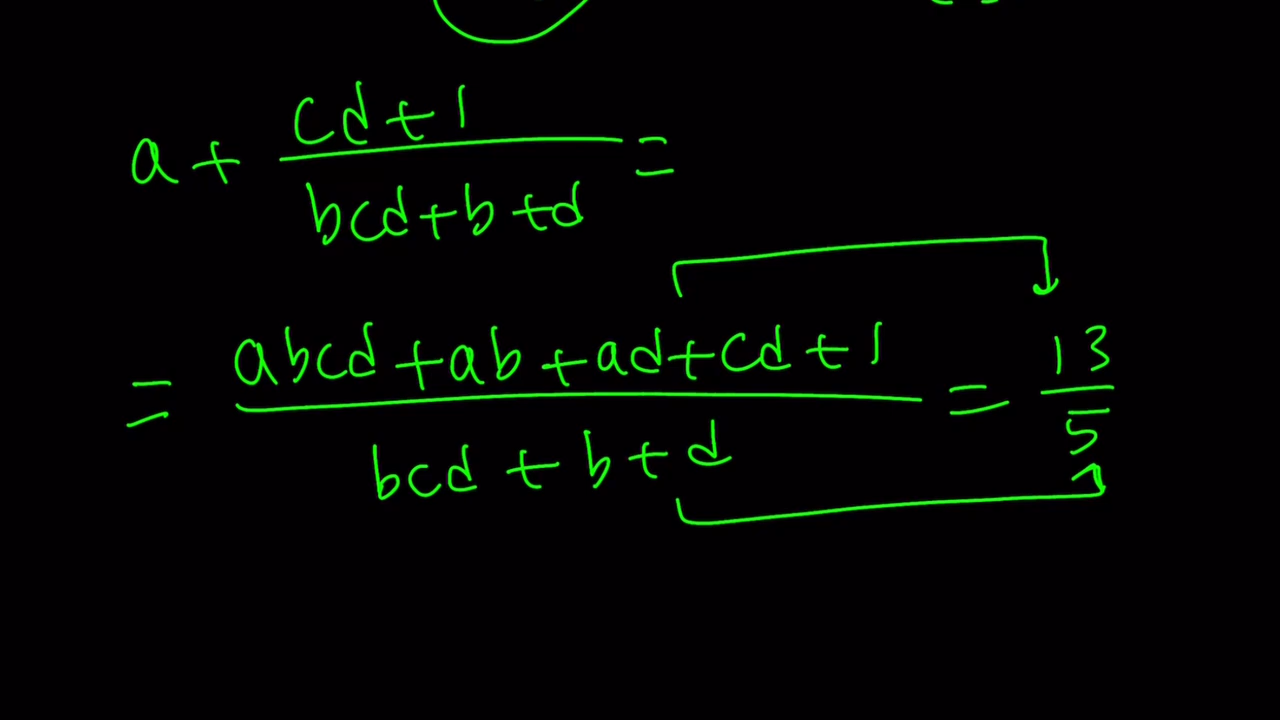 a + cd+1 / bcd+b+d =
= abcd+ab+ad+cd+1 / bcd+b+d = 13 / 5